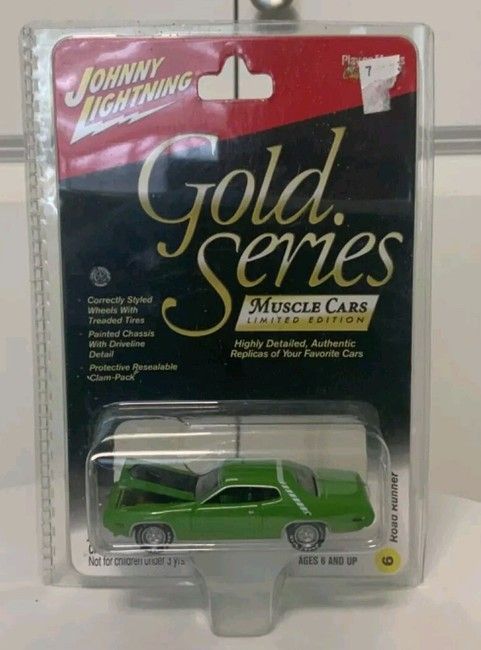 JOHNNY
LIGHTNING
7
Gold
Series
MUSCLE CARS
LIMITED EDITION
Highly Detailed, Authentic
Replicas of Your Favorite Cars
Correctly Styled
Wheels With
Treaded Tires
Painted Chassis
With Driveline
Detail
Protective Resealable
Clam-Pack
Not for children under 3 yrs
AGES 6 AND UP
Road Runner
6